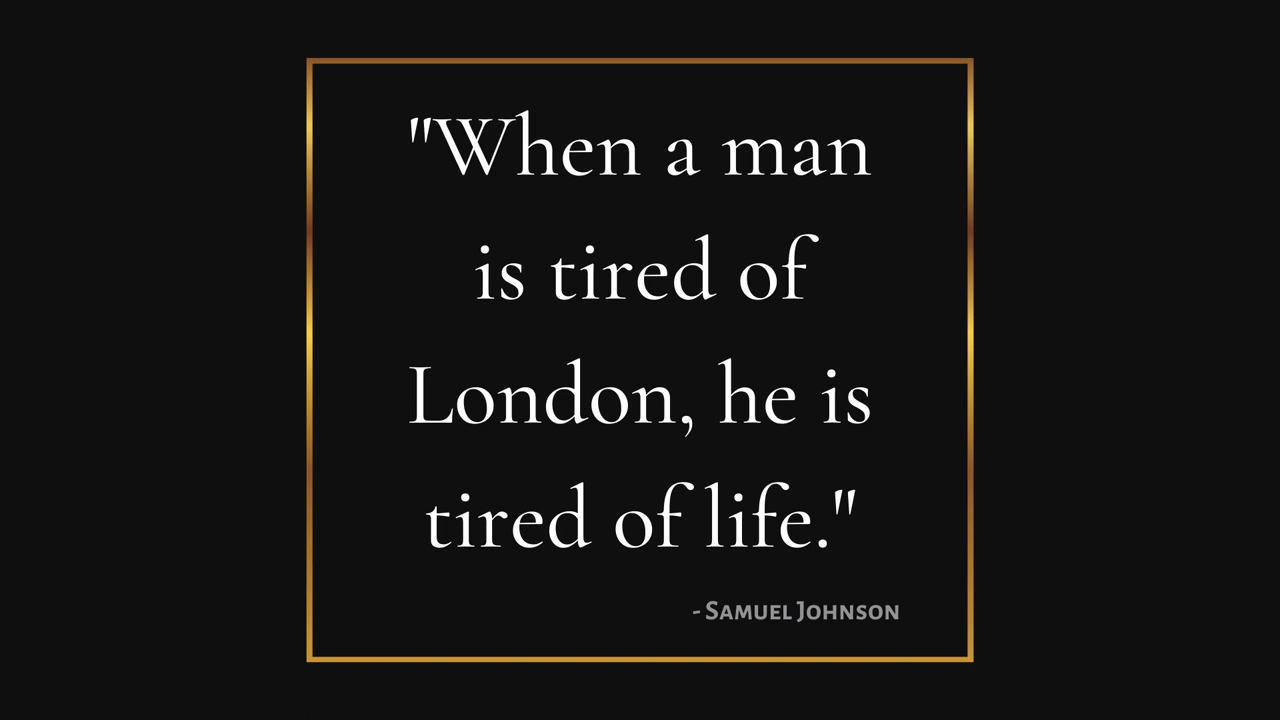 "When a man
is tired of
London, he is
tired of life."
- Samuel Johnson